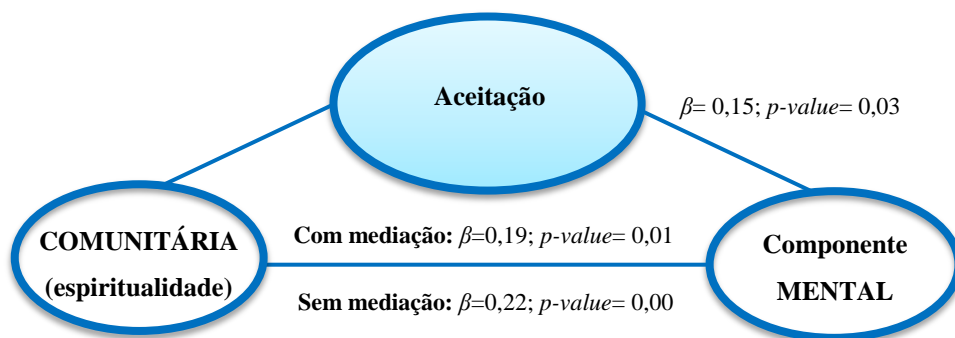 Aceitação
β= 0,15; p-value= 0,03
COMUNITÁRIA
(espiritualidade)
Com mediação: β=0,19; p-value= 0,01
Sem mediação: β=0,22; p-value= 0,00
Componente
MENTAL